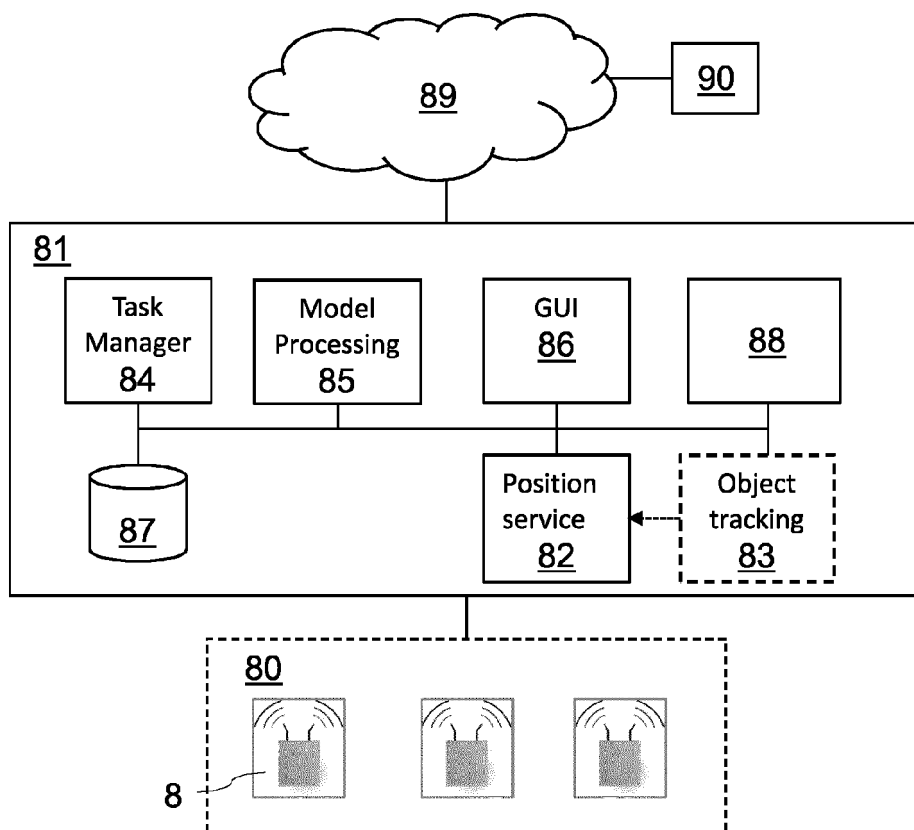 89
90
81
Task
Manager
84
Model
Processing
85
GUI
86
88
87
Position
service
82
Object
tracking
83
80
8